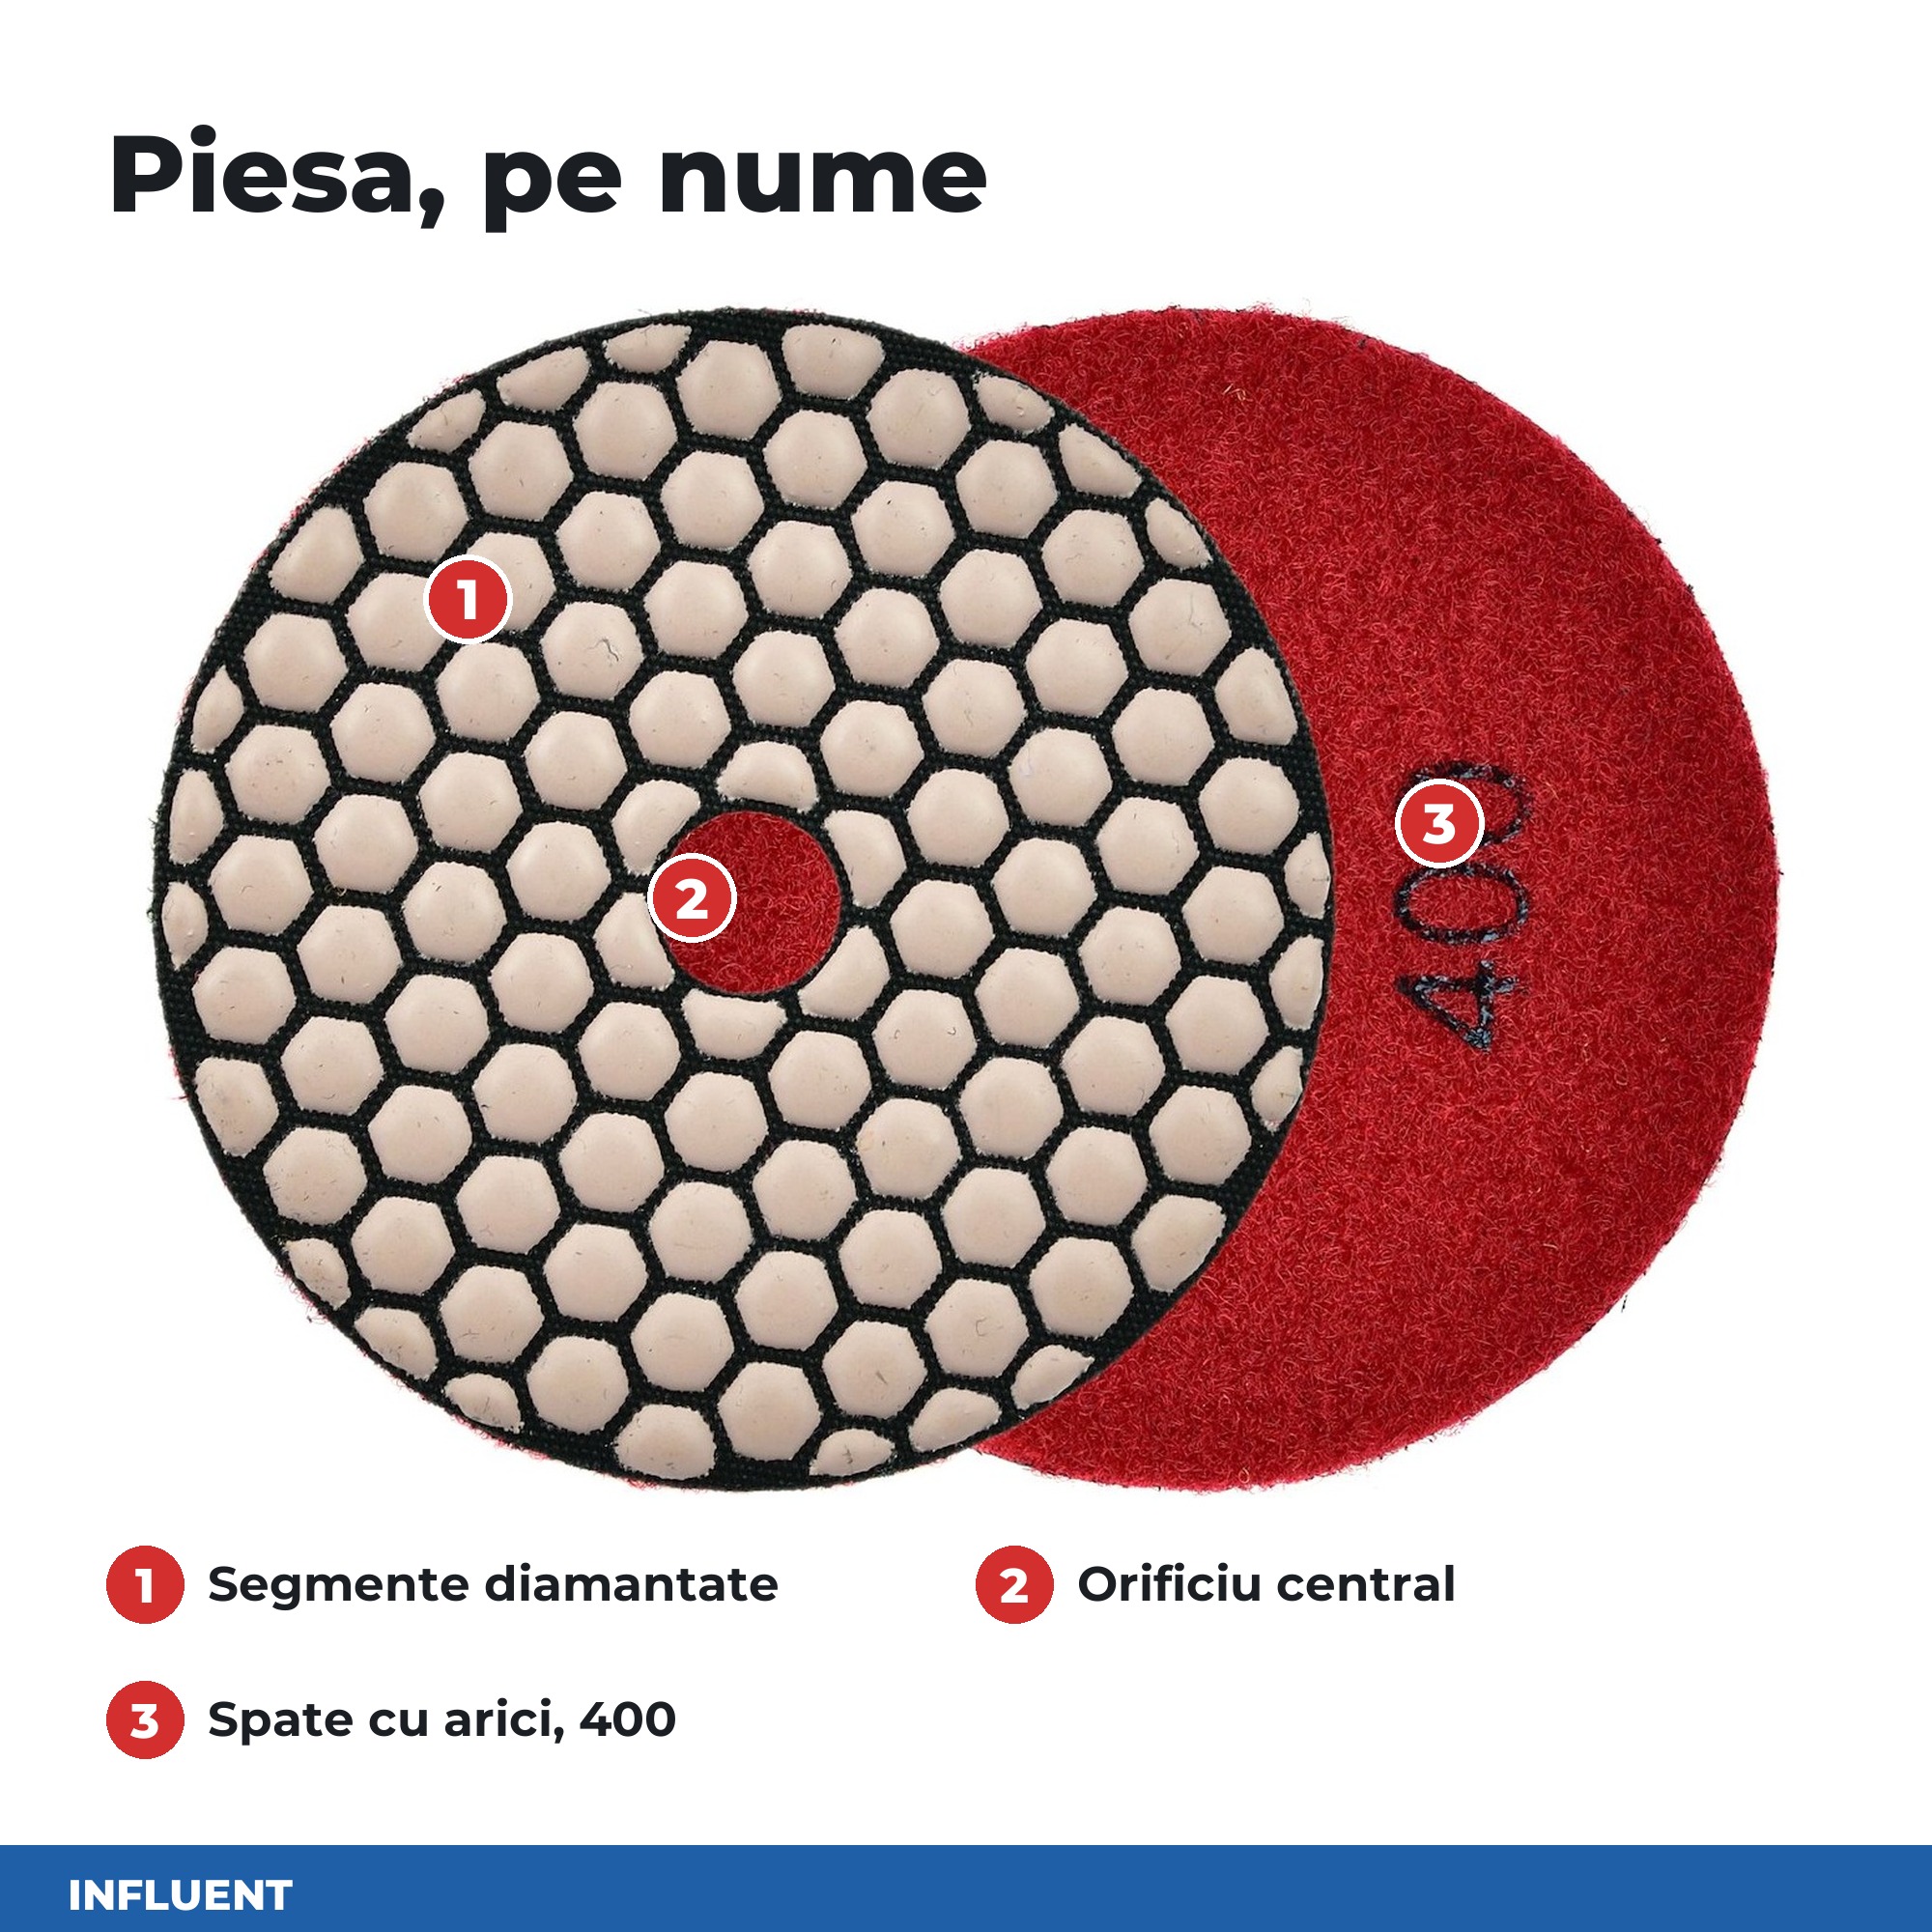 Piesa, pe nume
1
2
3
400
1 Segmente diamantate
2 Orificiu central
3 Spate cu arici, 400
INFLUENT